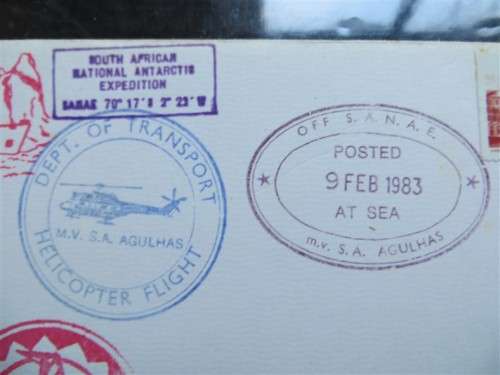 SOUTH AFRICAN
NATIONAL ANTARCTIC
EXPEDITION
SANAE 70° 17'S 2° 23'W
DEPT. OF TRANSPORT
M.V. S.A. AGULHAS
HELICOPTER FLIGHT
OFF S.A.N.A.E.
POSTED
9 FEB 1983
AT SEA
m.v. S.A. AGULHAS